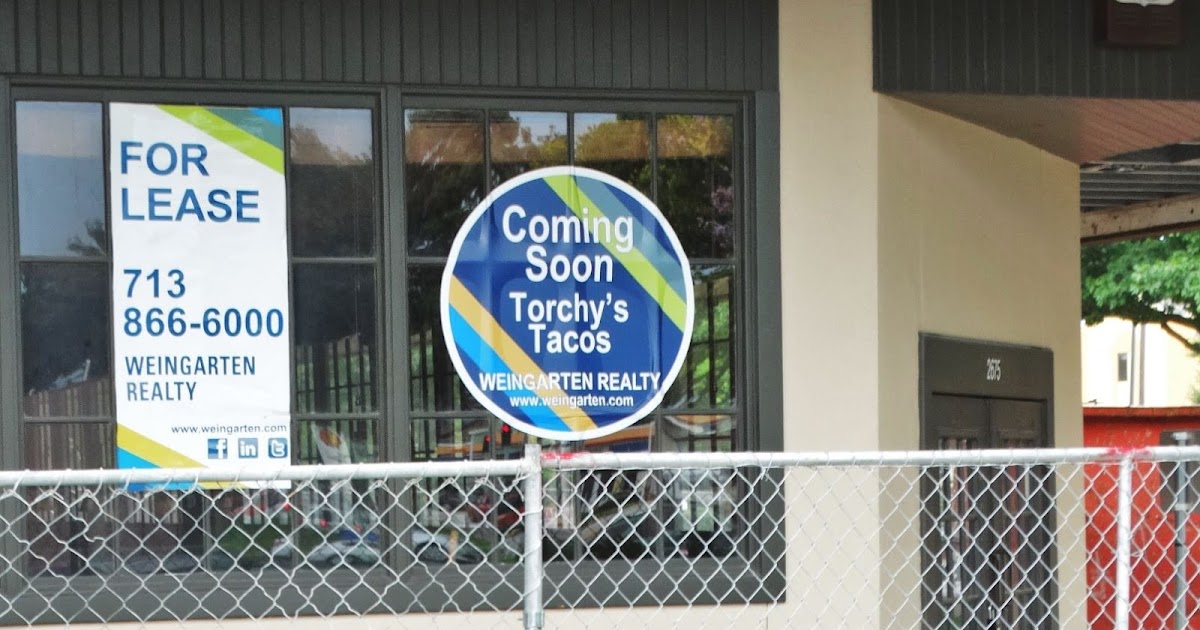 FOR
LEASE
713
866-6000
WEINGARTEN
REALTY
www.weingarten.com
f in t
Coming
Soon
Torchy's
Tacos
WEINGARTEN REALTY
www.weingarten.com
2675